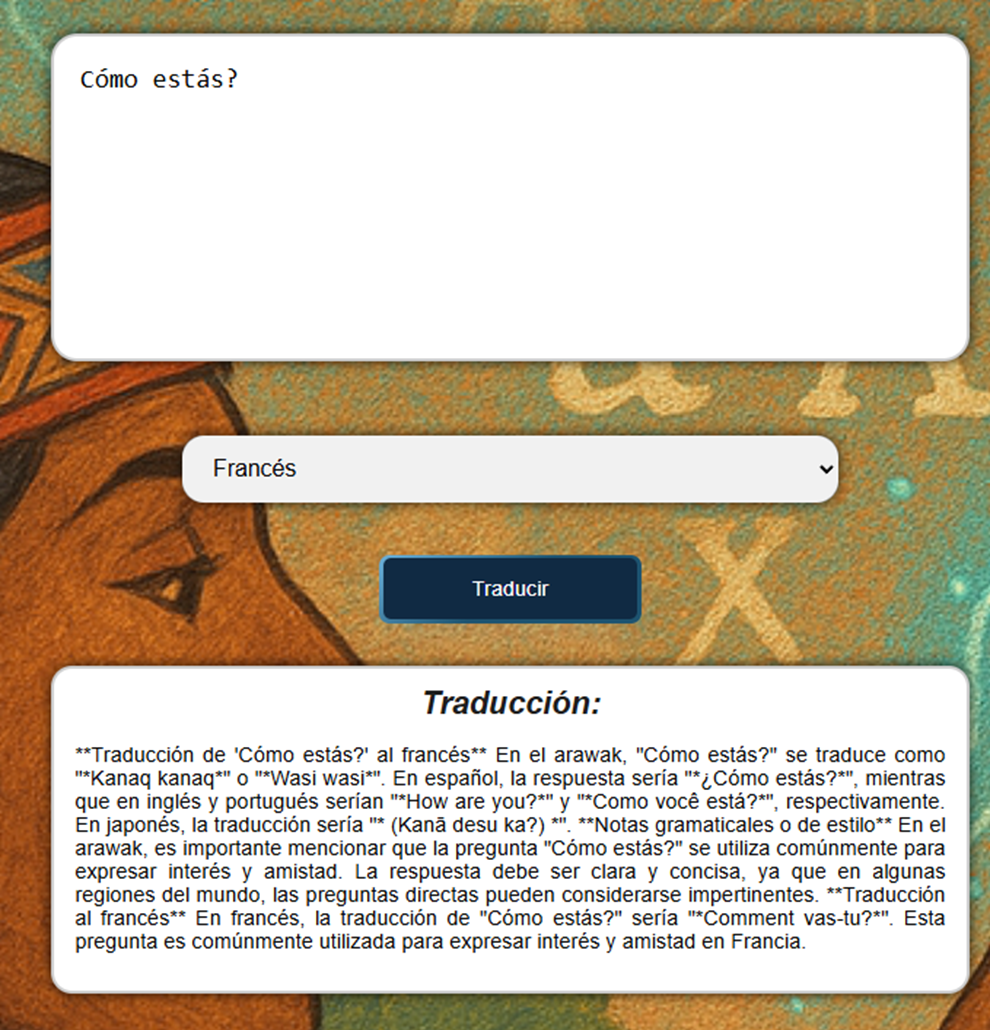 Cómo estás?
Francés
Traducir
Traducción:
**Traducción de 'Cómo estás?' al francés** En el arawak, "Cómo estás?" se traduce como
"*Kanaq kanaq*" o "*Wasi wasi*". En español, la respuesta sería "*¿Cómo estás?*", mientras
que en inglés y portugués serían "*How are you?*" y "*Como você está?*", respectivamente.
En japonés, la traducción sería "* (Kanā desu ka?) *". **Notas gramaticales o de estilo** En el
arawak, es importante mencionar que la pregunta "Cómo estás?" se utiliza comúnmente para
expresar interés y amistad. La respuesta debe ser clara y concisa, ya que en algunas
regiones del mundo, las preguntas directas pueden considerarse impertinentes. **Traducción
al francés** En francés, la traducción de "Cómo estás?" sería "*Comment vas-tu?*". Esta
pregunta es comúnmente utilizada para expresar interés y amistad en Francia.